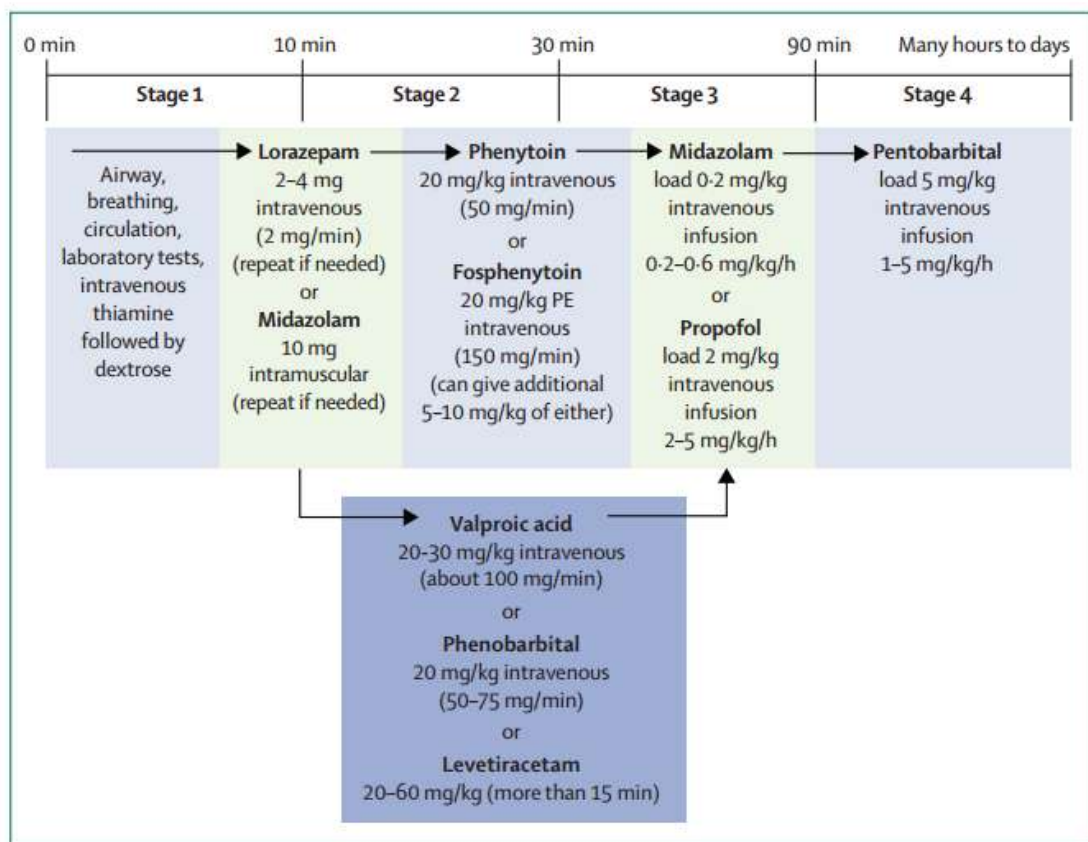 0 min 10 min 30 min 90 min Many hours to days
Stage 1 Stage 2 Stage 3 Stage 4
Airway,
breathing,
circulation,
laboratory tests,
intravenous
thiamine
followed by
dextrose
Lorazepam
2–4 mg
intravenous
(2 mg/min)
(repeat if needed)
or
Midazolam
10 mg
intramuscular
(repeat if needed)
Phenytoin
20 mg/kg intravenous
(50 mg/min)
or
Fosphenytoin
20 mg/kg PE
intravenous
(150 mg/min)
(can give additional
5–10 mg/kg of either)
Midazolam
load 0·2 mg/kg
intravenous
infusion
0·2–0·6 mg/kg/h
or
Propofol
load 2 mg/kg
intravenous
infusion
2–5 mg/kg/h
Pentobarbital
load 5 mg/kg
intravenous
infusion
1–5 mg/kg/h
Valproic acid
20-30 mg/kg intravenous
(about 100 mg/min)
or
Phenobarbital
20 mg/kg intravenous
(50–75 mg/min)
or
Levetiracetam
20–60 mg/kg (more than 15 min)